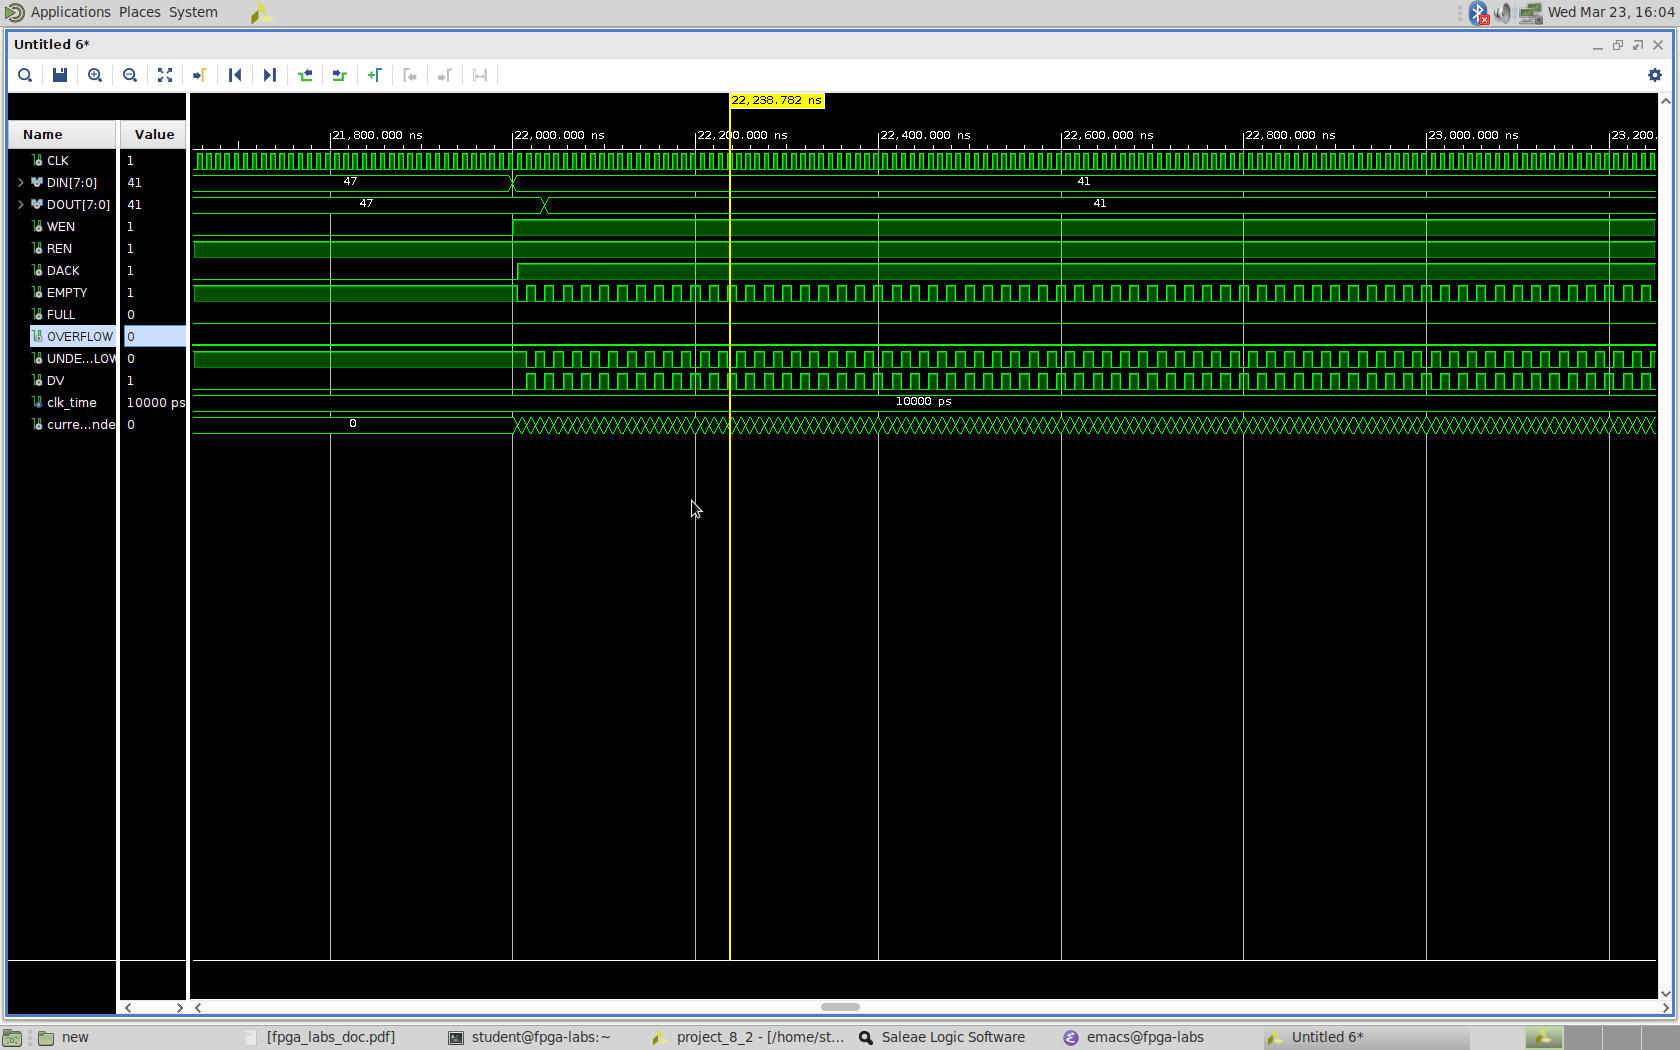 Applications Places System
Wed Mar 23, 16:04
Untitled 6*
22,238.782 ns
Name Value
21,800.000 ns 22,000.000 ns 22,200.000 ns 22,400.000 ns 22,600.000 ns 22,800.000 ns 23,000.000 ns 23,200.
CLK 1
DIN[7:0] 41 47 41
DOUT[7:0] 41 47 41
WEN 1
REN 1
DACK 1
EMPTY 1
FULL 0
OVERFLOW 0
UNDE...LOW 0
DV 1
clk_time 10000 ps 10000 ps
curre...nde 0 0
new [fpga_labs_doc.pdf] student@fpga-labs:~ project_8_2 - [/home/st... Saleae Logic Software emacs@fpga-labs Untitled 6*